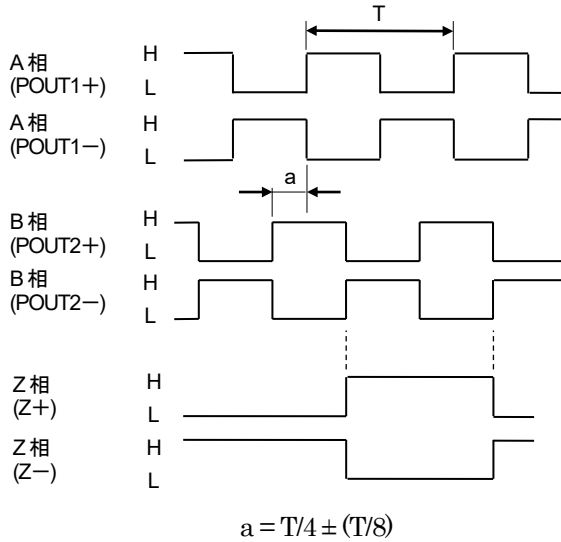 T
A相
(POUT1+)
H
L
A相
(POUT1−)
H
L
a
B相
(POUT2+)
H
L
B相
(POUT2−)
H
L
Z相
(Z+)
H
L
Z相
(Z−)
H
L
a = T/4 ± (T/8)